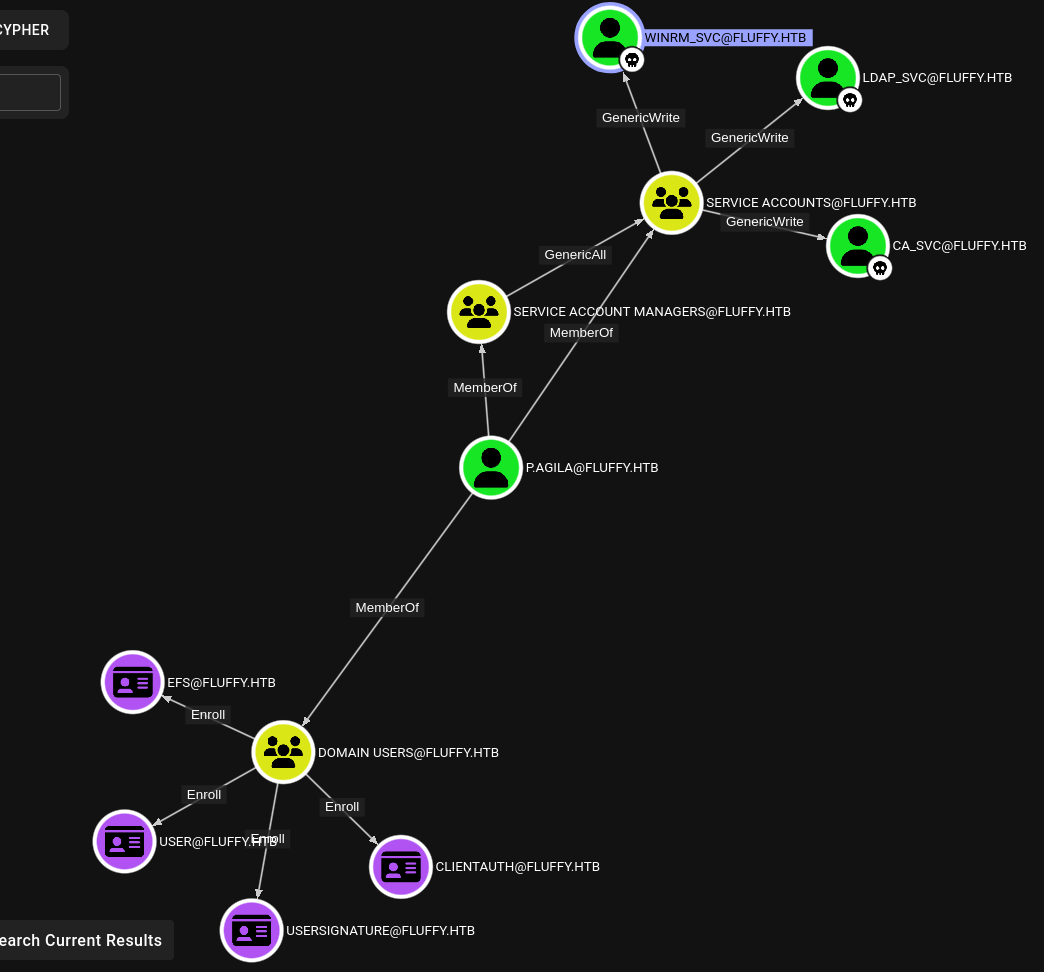 CYPHER
WINRM_SVC@FLUFFY.HTB
LDAP_SVC@FLUFFY.HTB
GenericWrite
GenericWrite
SERVICE ACCOUNTS@FLUFFY.HTB
GenericWrite
CA_SVC@FLUFFY.HTB
GenericAll
SERVICE ACCOUNT MANAGERS@FLUFFY.HTB
MemberOf
MemberOf
P.AGILA@FLUFFY.HTB
MemberOf
EFS@FLUFFY.HTB
Enroll
DOMAIN USERS@FLUFFY.HTB
Enroll
Enroll
USER@FLUFFY.HTB
Enroll
CLIENTAUTH@FLUFFY.HTB
USERSIGNATURE@FLUFFY.HTB
earch Current Results